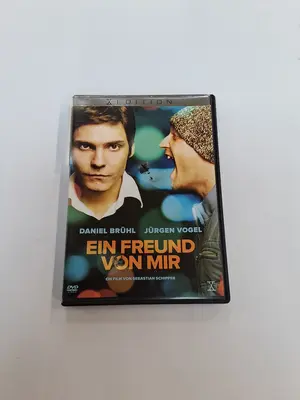 X EDITION
DANIEL BRÜHL JÜRGEN VOGEL
EIN FREUND
VON MIR
EIN FILM VON SEBASTIAN SCHIPPER
DVD
X